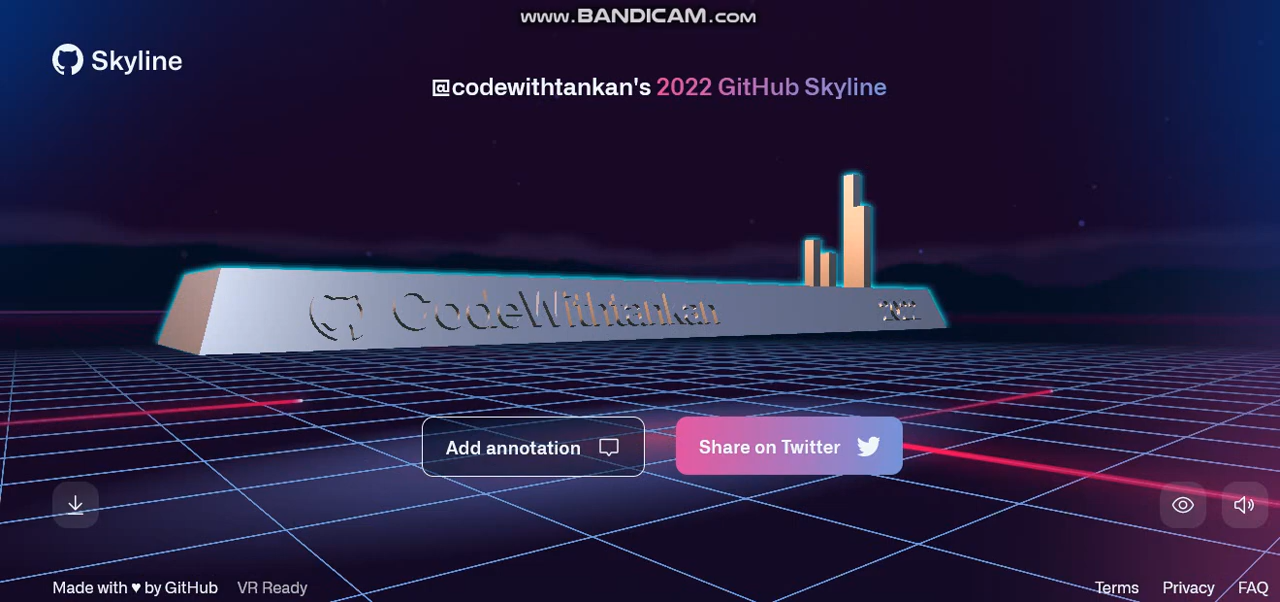 www.BANDICAM.com
Skyline
@codewithtankan's 2022 GitHub Skyline
CodeWithtankan
2022
Add annotation
Share on Twitter
Made with ♥ by GitHub
VR Ready
Terms
Privacy
FAQ